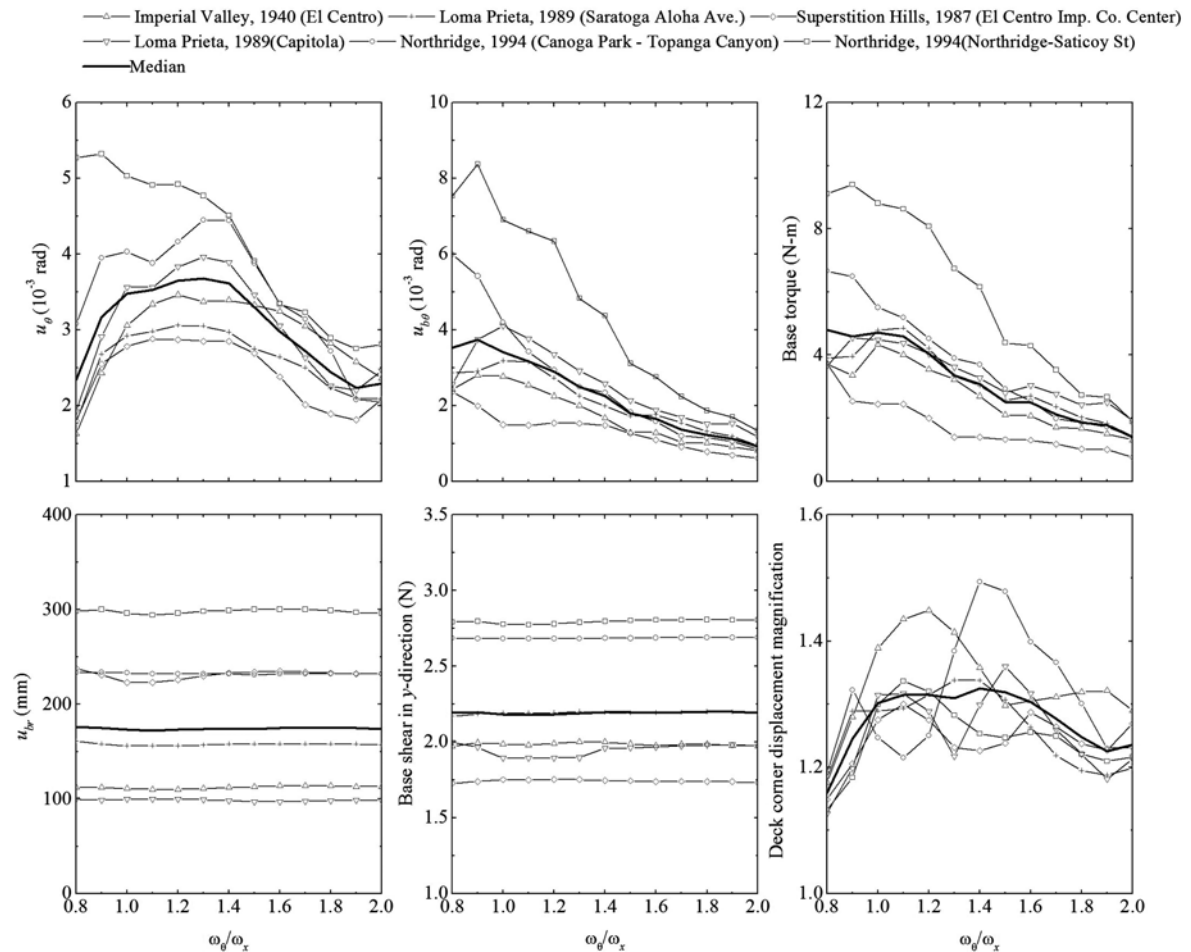 Imperial Valley, 1940 (El Centro) Loma Prieta, 1989 (Saratoga Aloha Ave.) Superstition Hills, 1987 (El Centro Imp. Co. Center)
Loma Prieta, 1989(Capitola) Northridge, 1994 (Canoga Park - Topanga Canyon) Northridge, 1994(Northridge-Saticoy St)
Median
6
5
4
3
2
1
u_θ (10⁻³ rad)
10
8
6
4
2
0
u_bθ (10⁻³ rad)
12
8
4
0
Base torque (N-m)
400
300
200
100
0
u_br (mm)
0.8 1.0 1.2 1.4 1.6 1.8 2.0
ω_θ/ω_x
3.5
3.0
2.5
2.0
1.5
1.0
Base shear in y-direction (N)
0.8 1.0 1.2 1.4 1.6 1.8 2.0
ω_θ/ω_x
1.6
1.4
1.2
1.0
Deck corner displacement magnification
0.8 1.0 1.2 1.4 1.6 1.8 2.0
ω_θ/ω_x